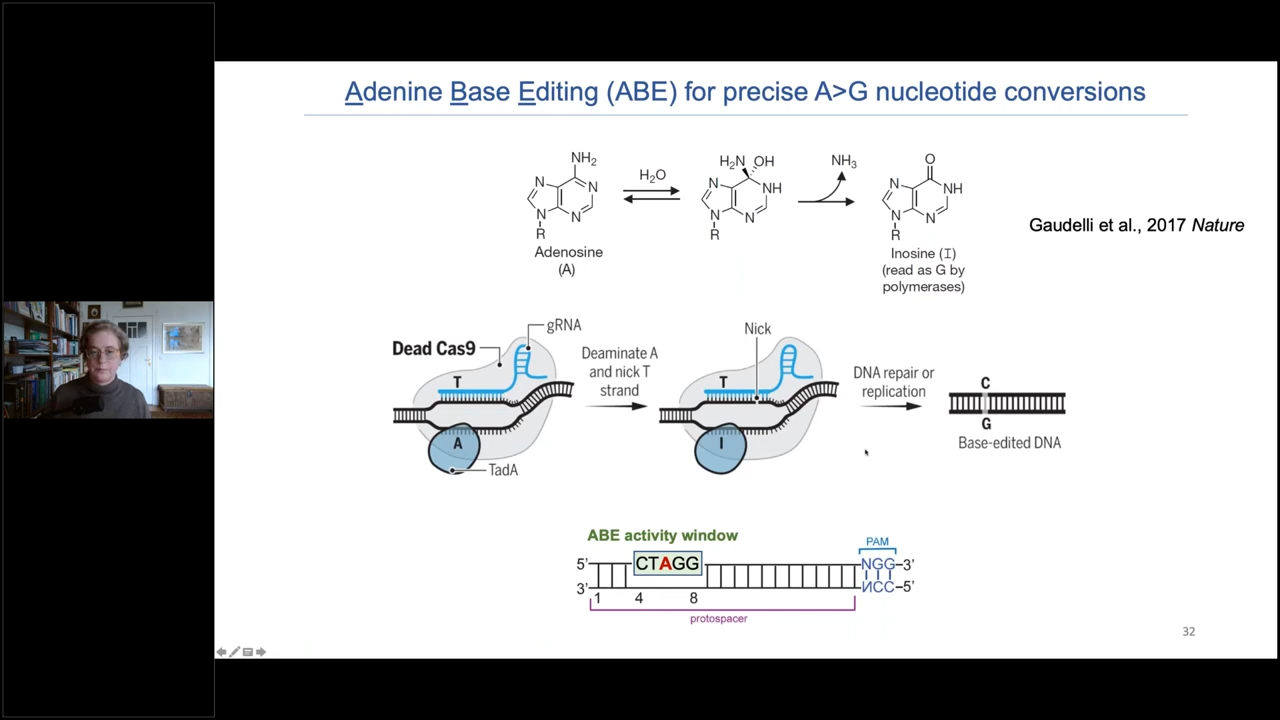 Adenine Base Editing (ABE) for precise A>G nucleotide conversions
NH2
N
N
N
N
R
Adenosine
(A)
H2O
H2N OH
N
NH
N
N
R
NH3
O
N
NH
N
N
R
Inosine (I)
(read as G by
polymerases)
Gaudelli et al., 2017 Nature
Dead Cas9
gRNA
T
A
TadA
Deaminate A
and nick T
strand
Nick
T
I
DNA repair or
replication
C
G
Base-edited DNA
ABE activity window
PAM
5' CTAGG NGG-3'
3' NCC-5'
1 4 8
protospacer
32